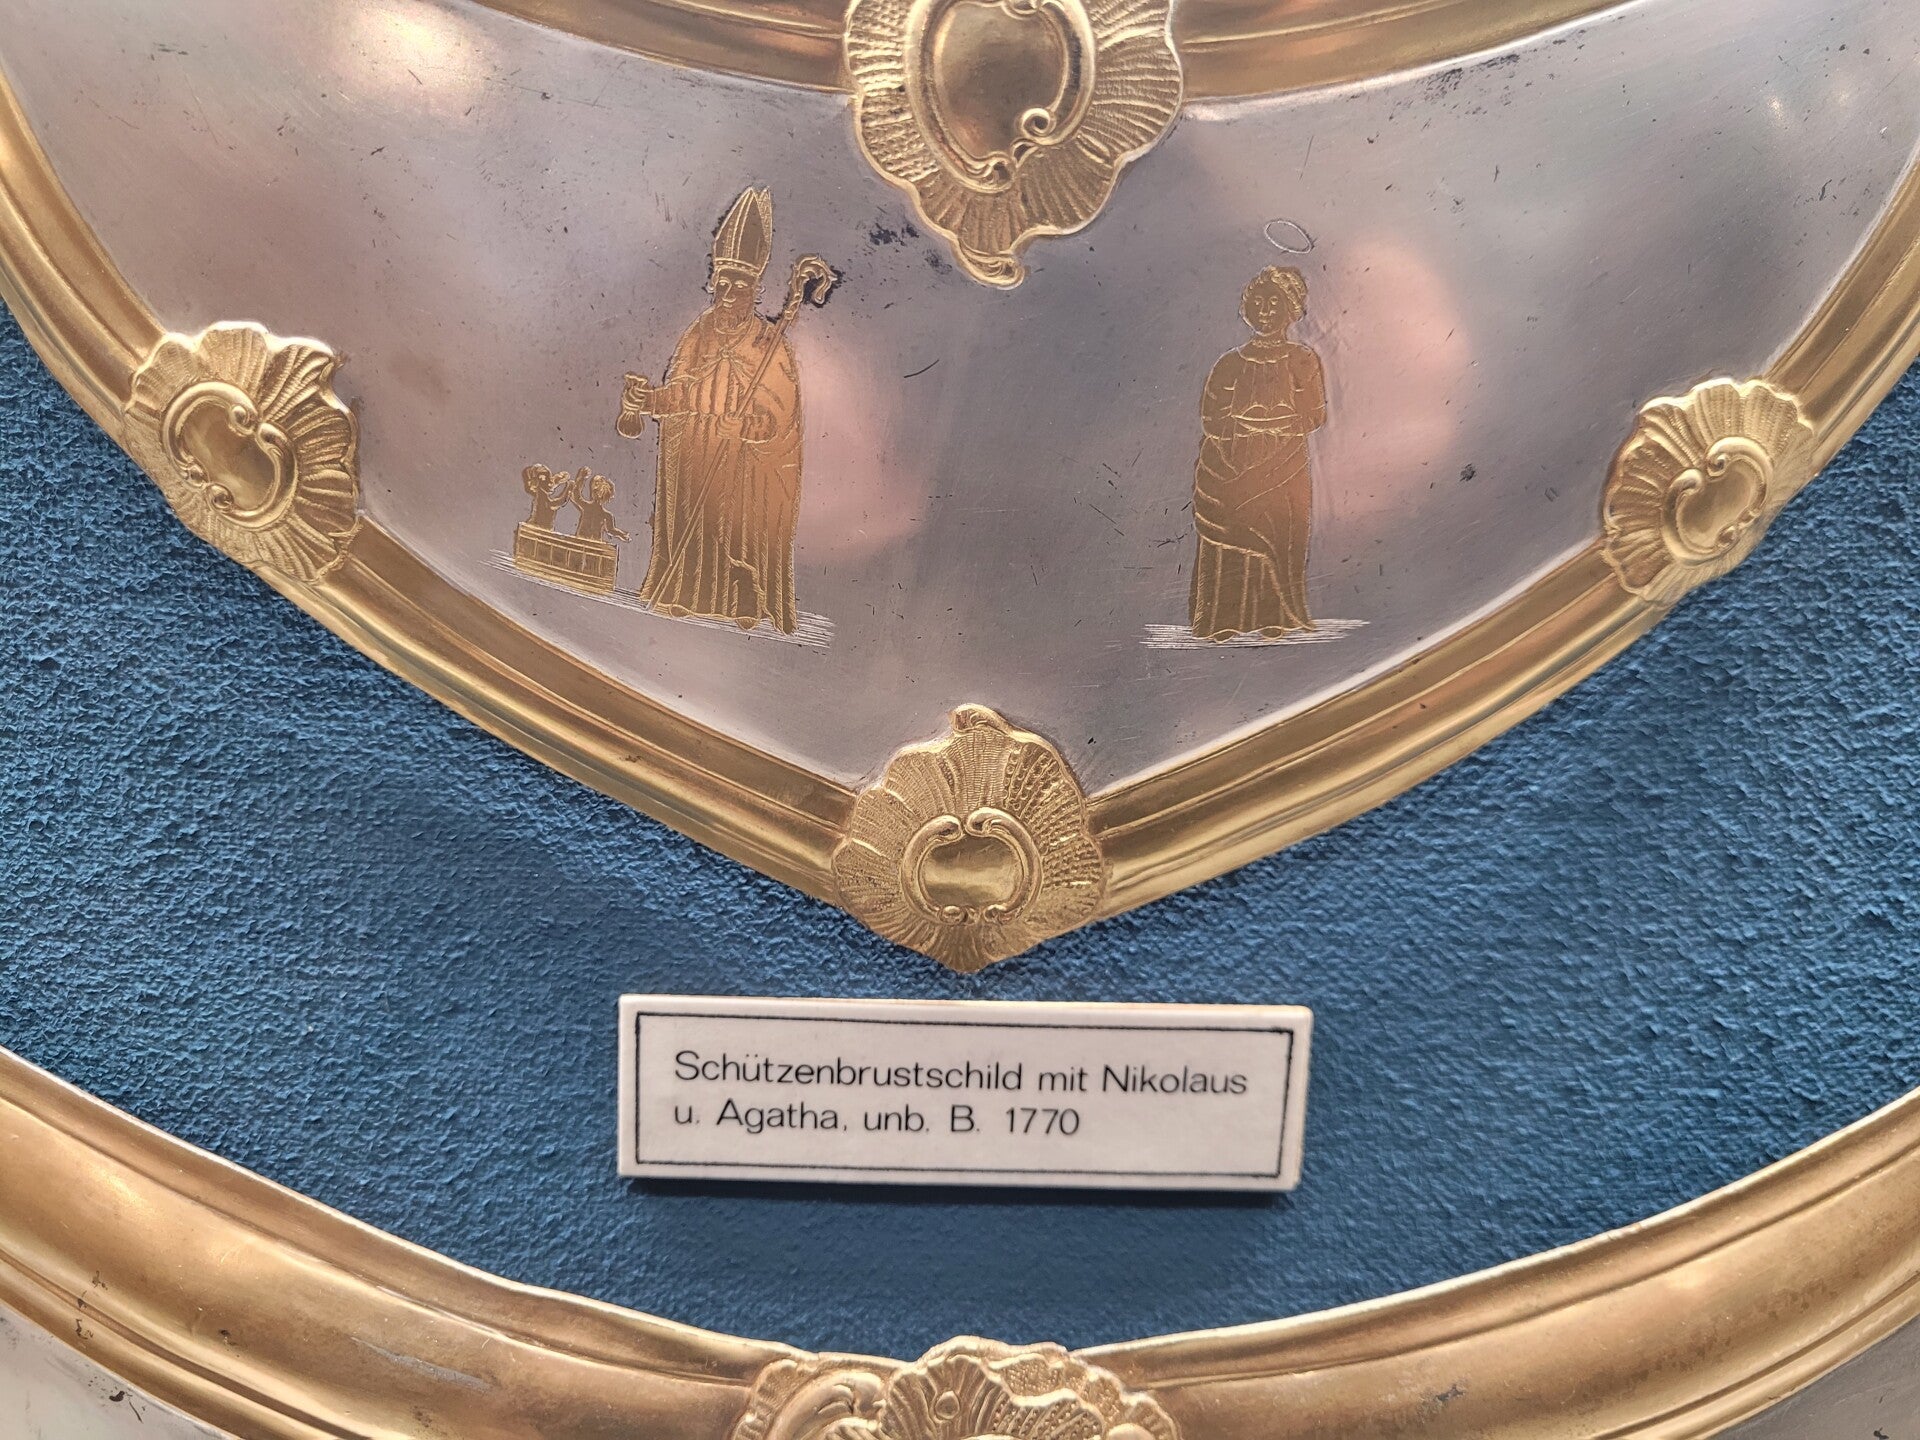 Schützenbrustschild mit Nikolaus
u. Agatha, unb. B. 1770